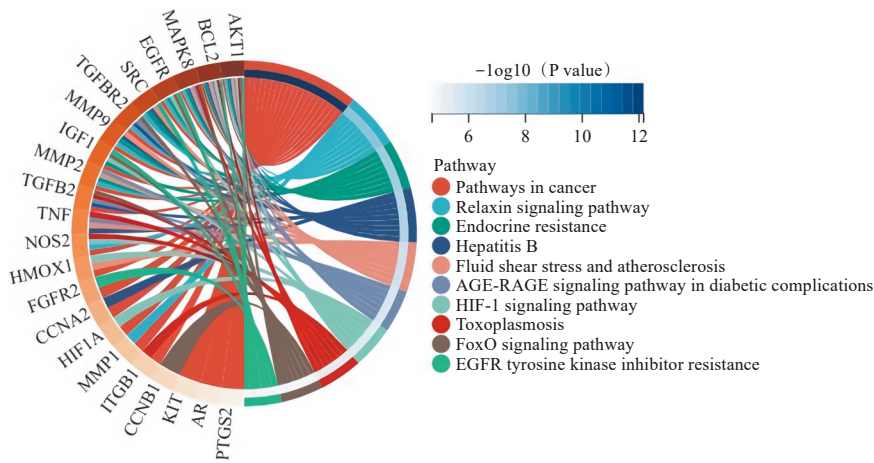 AKT1
BCL2
MAPK8
EGFR
SRC
TGFBR2
MMP9
IGF1
MMP2
TGFB2
TNF
NOS2
HMOX1
FGFR2
CCNA2
HIF1A
MMP1
ITGB1
CCNB1
KIT
AR
PTGS2
−log10（P value）
6 8 10 12
Pathway
Pathways in cancer
Relaxin signaling pathway
Endocrine resistance
Hepatitis B
Fluid shear stress and atherosclerosis
AGE-RAGE signaling pathway in diabetic complications
HIF-1 signaling pathway
Toxoplasmosis
FoxO signaling pathway
EGFR tyrosine kinase inhibitor resistance